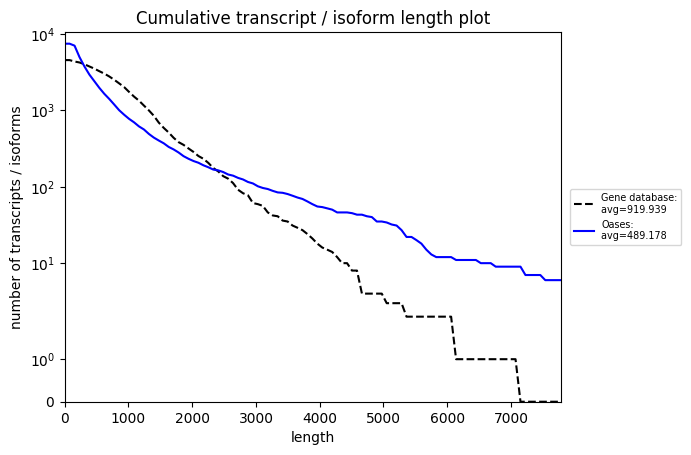 Cumulative transcript / isoform length plot
number of transcripts / isoforms
10^4
10^3
10^2
10^1
10^0
0
0 1000 2000 3000 4000 5000 6000 7000
length
Gene database:
avg=919.939
Oases:
avg=489.178